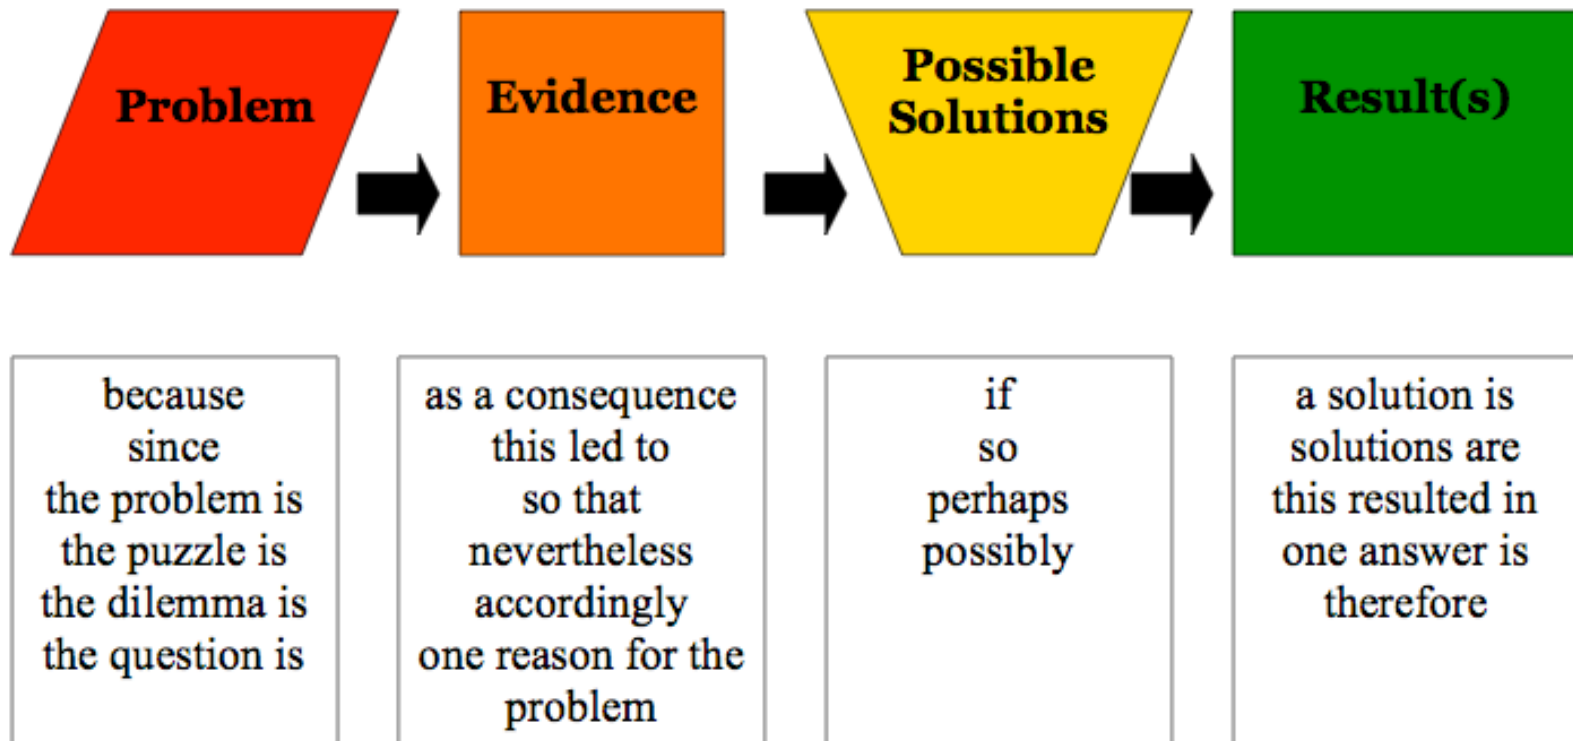 Problem
Evidence
Possible
Solutions
Result(s)
because
since
the problem is
the puzzle is
the dilemma is
the question is
as a consequence
this led to
so that
nevertheless
accordingly
one reason for the
problem
if
so
perhaps
possibly
a solution is
solutions are
this resulted in
one answer is
therefore